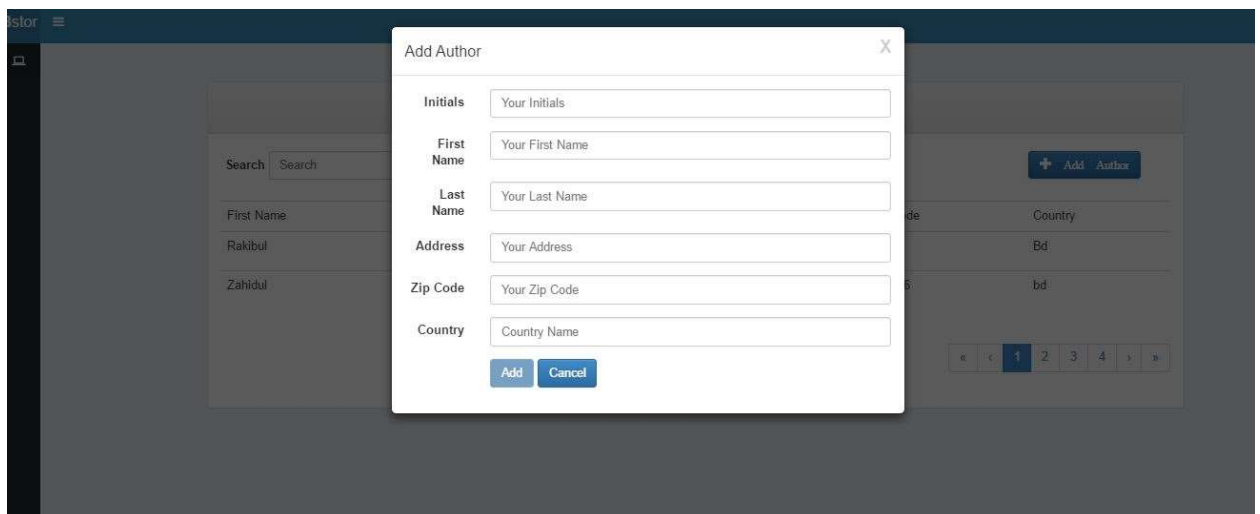 stor
Add Author
X
Initials
Your Initials
First
Name
Your First Name
Last
Name
Your Last Name
Address
Your Address
Zip Code
Your Zip Code
Country
Country Name
Add Cancel
Search Search
Add Author
First Name de Country
Rakibul Bd
Zahidul bd
« ‹ 1 2 3 4 › »